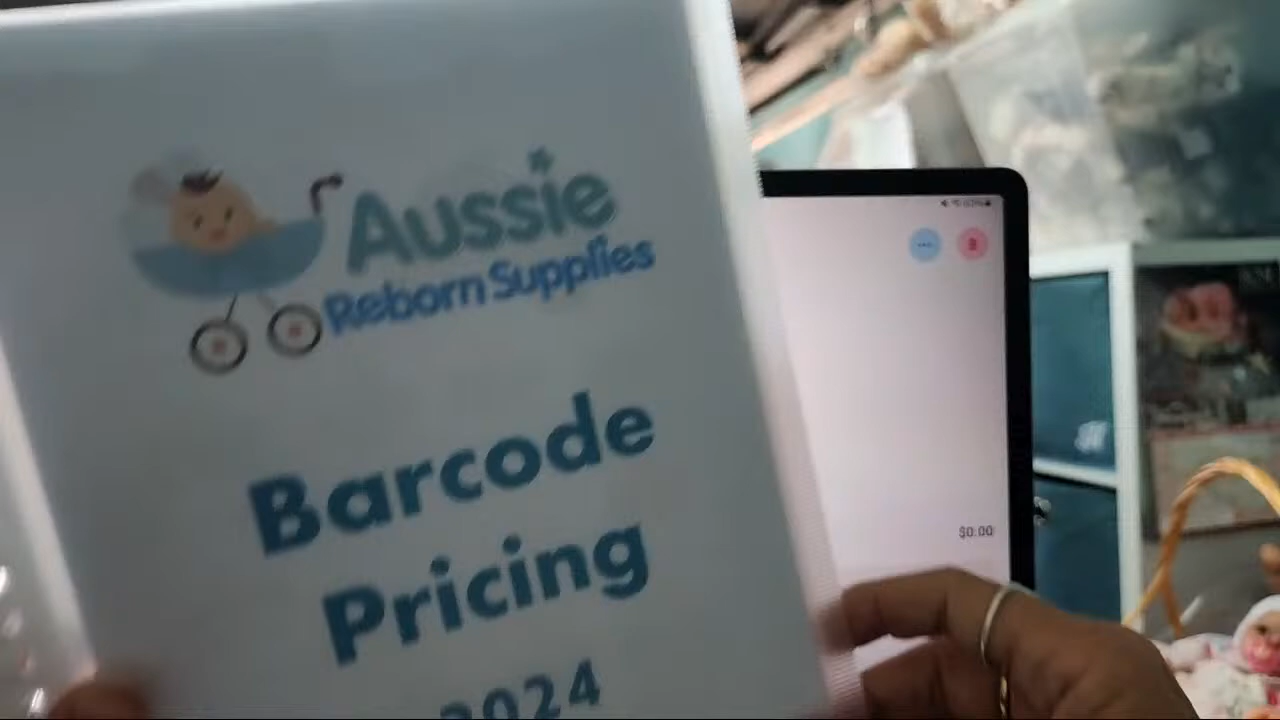 Aussie
Reborn Supplies
Barcode
Pricing
2024
$0.00